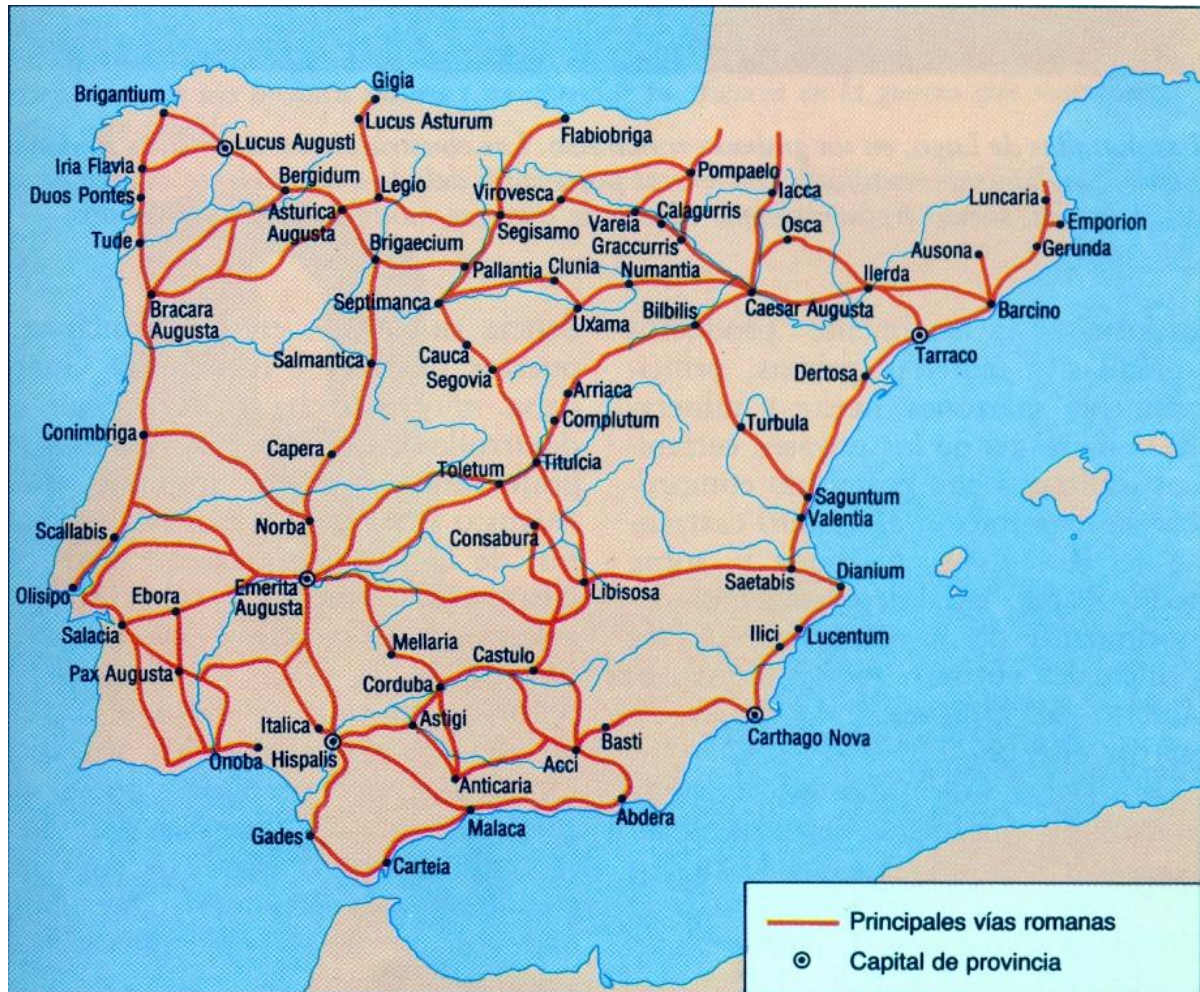 Gigia
Brigantium
Lucus Asturum
Flabiobriga
Lucus Augusti
Iria Flavia
Bergidum
Pompaelo
Duos Pontes
Legio
Virovesca
Iacca
Luncaria
Asturica
Augusta
Vareia
Calagurris
Osca
Emporion
Tude
Brigaecium
Segisamo
Graccurris
Ausona
Gerunda
Pallantia
Clunia
Numantia
Ilerda
Bracara
Augusta
Septimanca
Uxama
Bilbilis
Caesar Augusta
Barcino
Cauca
Salmantica
Segovia
Tarraco
Dertosa
Arriaca
Complutum
Turbula
Conimbriga
Capera
Toletum
Titulcia
Saguntum
Valentia
Scallabis
Norba
Consabura
Olisipo
Ebora
Emerita
Augusta
Libisosa
Saetabis
Dianium
Salacia
Mellaria
Ilici
Lucentum
Pax Augusta
Castulo
Corduba
Italica
Astigi
Basti
Carthago Nova
Onoba
Hispalis
Acci
Anticaria
Abdera
Malaca
Gades
Carteia
Principales vías romanas
Capital de provincia